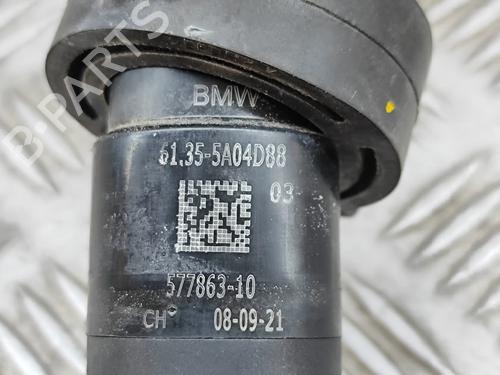 B-PARTS
BMW
61.35-5A04D88
03
577863-10
CH
08-09-21